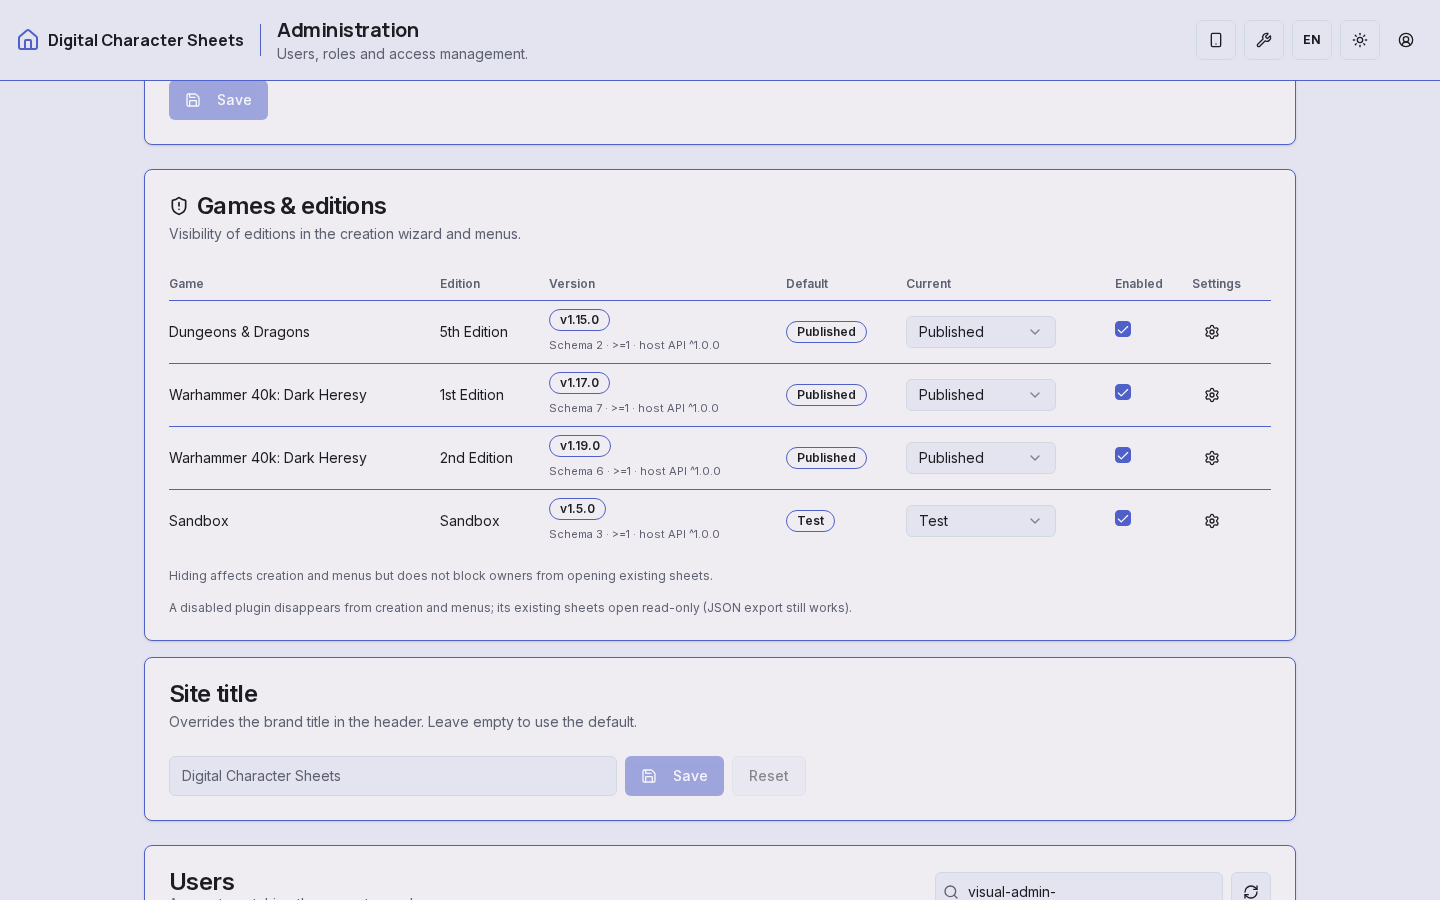 Digital Character Sheets
Administration
Users, roles and access management.
EN
Save
Games & editions
Visibility of editions in the creation wizard and menus.
Game Edition Version Default Current Enabled Settings
Dungeons & Dragons 5th Edition v1.15.0 Published Published
Schema 2 · >=1 · host API ^1.0.0
Warhammer 40k: Dark Heresy 1st Edition v1.17.0 Published Published
Schema 7 · >=1 · host API ^1.0.0
Warhammer 40k: Dark Heresy 2nd Edition v1.19.0 Published Published
Schema 6 · >=1 · host API ^1.0.0
Sandbox Sandbox v1.5.0 Test Test
Schema 3 · >=1 · host API ^1.0.0
Hiding affects creation and menus but does not block owners from opening existing sheets.
A disabled plugin disappears from creation and menus; its existing sheets open read-only (JSON export still works).
Site title
Overrides the brand title in the header. Leave empty to use the default.
Digital Character Sheets Save Reset
Users
visual-admin-